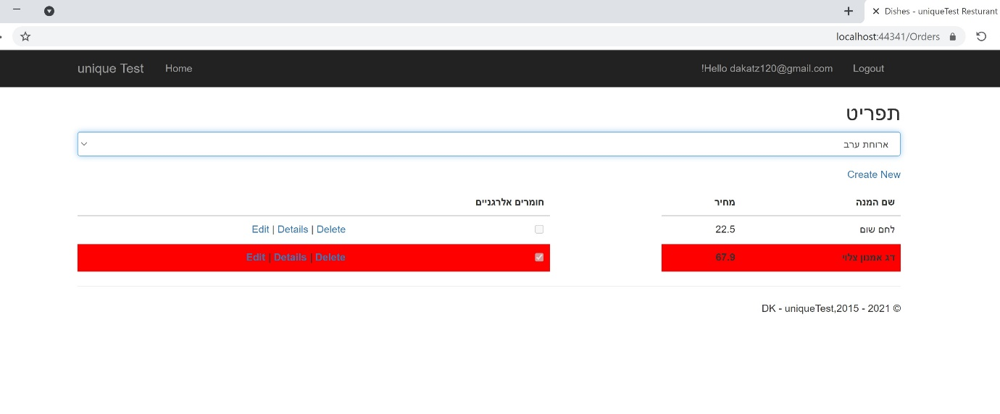 Dishes - uniqueTest Resturant
localhost:44341/Orders
unique Test Home !Hello dakatz120@gmail.com Logout
תפריט
ארוחת ערב
Create New
שם המנה מחיר חומרים אלרגניים
לחם שום 22.5 Edit | Details | Delete
דג אמנון צלוי 67.9 Edit | Details | Delete
DK - uniqueTest,2015 - 2021 ©